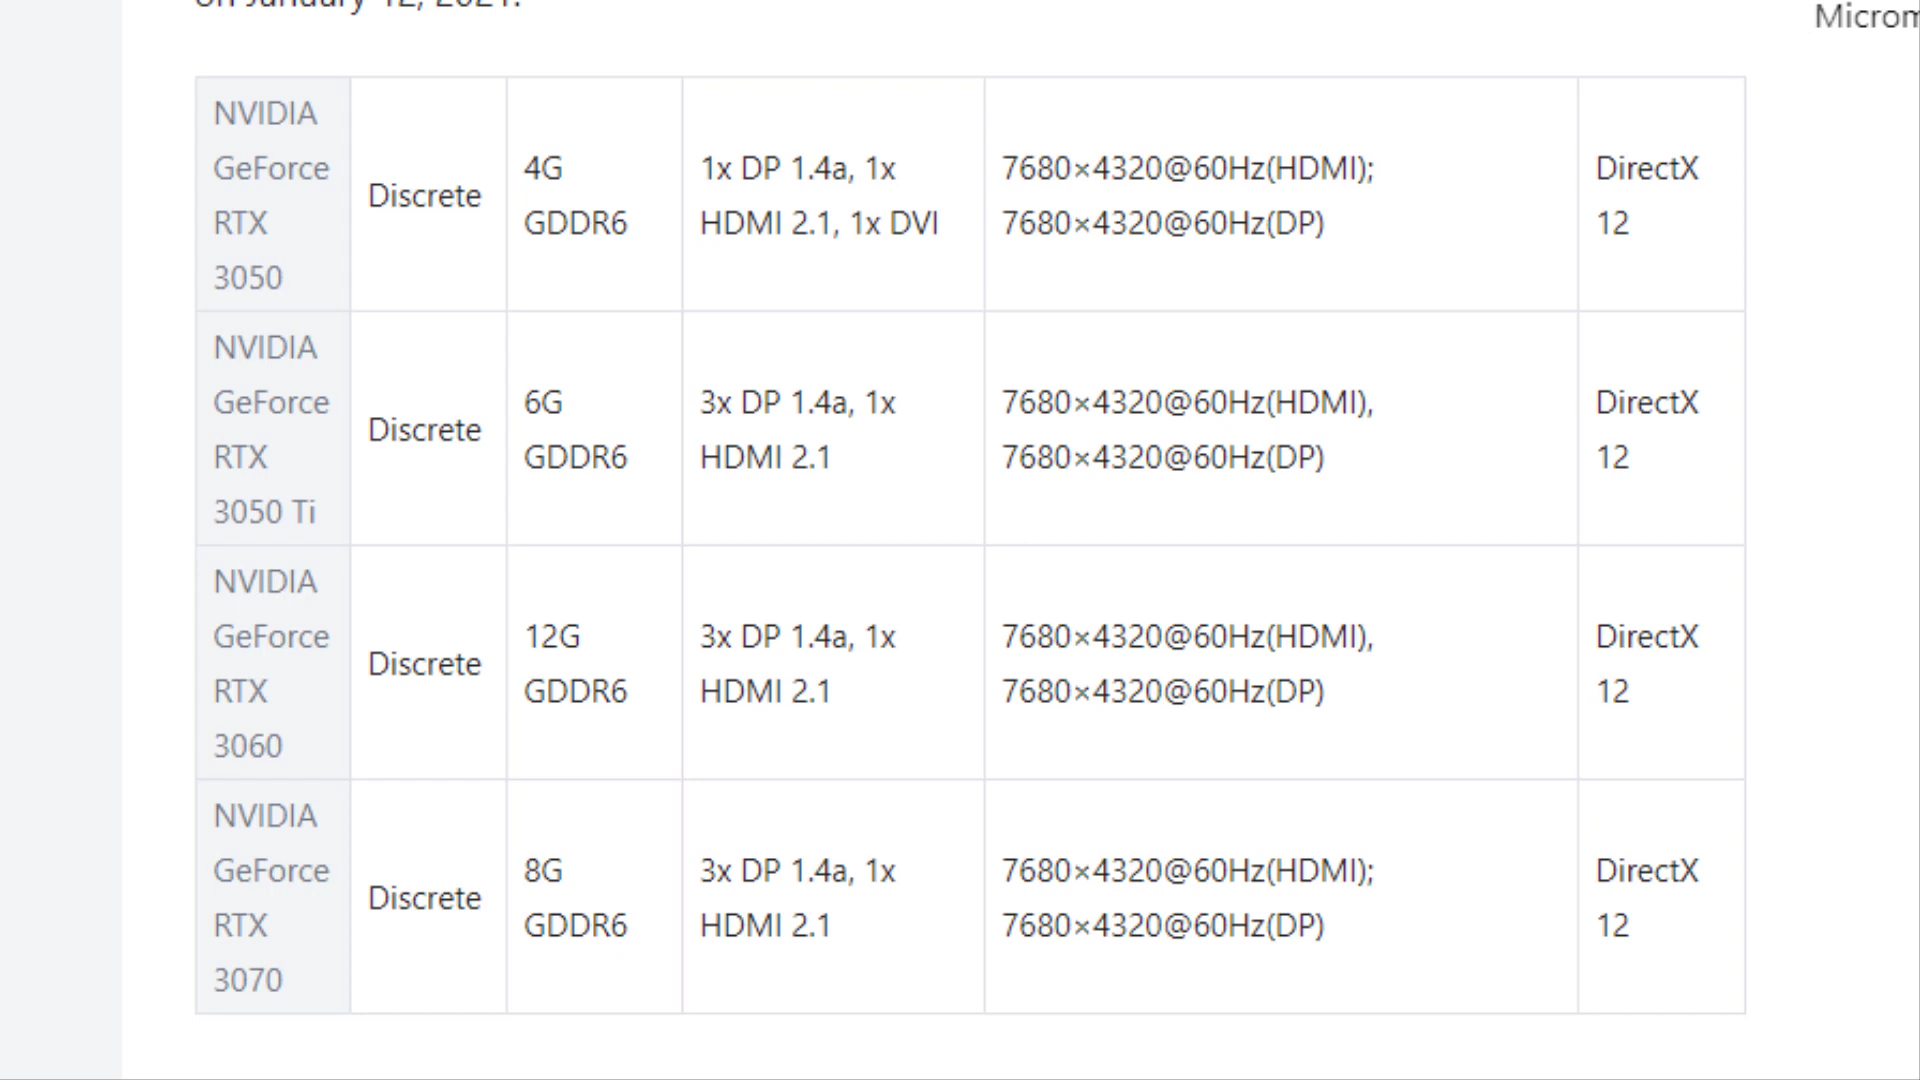 on January 12, 2021.
Microm
NVIDIA
GeForce
RTX
3050
Discrete
4G
GDDR6
1x DP 1.4a, 1x
HDMI 2.1, 1x DVI
7680×4320@60Hz(HDMI);
7680×4320@60Hz(DP)
DirectX
12
NVIDIA
GeForce
RTX
3050 Ti
Discrete
6G
GDDR6
3x DP 1.4a, 1x
HDMI 2.1
7680×4320@60Hz(HDMI),
7680×4320@60Hz(DP)
DirectX
12
NVIDIA
GeForce
RTX
3060
Discrete
12G
GDDR6
3x DP 1.4a, 1x
HDMI 2.1
7680×4320@60Hz(HDMI),
7680×4320@60Hz(DP)
DirectX
12
NVIDIA
GeForce
RTX
3070
Discrete
8G
GDDR6
3x DP 1.4a, 1x
HDMI 2.1
7680×4320@60Hz(HDMI);
7680×4320@60Hz(DP)
DirectX
12